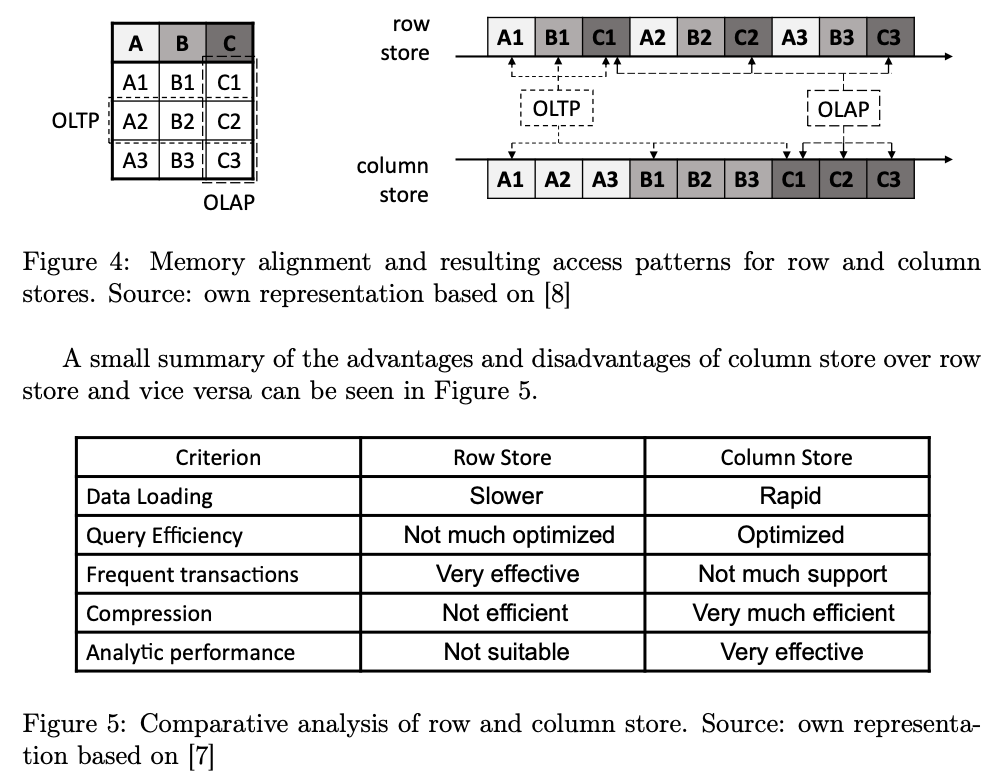 A B C
A1 B1 C1
OLTP A2 B2 C2
A3 B3 C3
OLAP
row store A1 B1 C1 A2 B2 C2 A3 B3 C3
OLTP OLAP
column store A1 A2 A3 B1 B2 B3 C1 C2 C3
Figure 4: Memory alignment and resulting access patterns for row and column
stores. Source: own representation based on [8]
A small summary of the advantages and disadvantages of column store over row
store and vice versa can be seen in Figure 5.
Criterion Row Store Column Store
Data Loading Slower Rapid
Query Efficiency Not much optimized Optimized
Frequent transactions Very effective Not much support
Compression Not efficient Very much efficient
Analytic performance Not suitable Very effective
Figure 5: Comparative analysis of row and column store. Source: own representa-
tion based on [7]